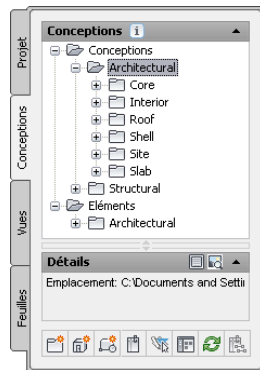 Projet
Conceptions
Vues
Feuilles
Conceptions
Conceptions
Architectural
Core
Interior
Roof
Shell
Site
Slab
Structural
Eléments
Architectural
Détails
Emplacement: C:\Documents and Settin